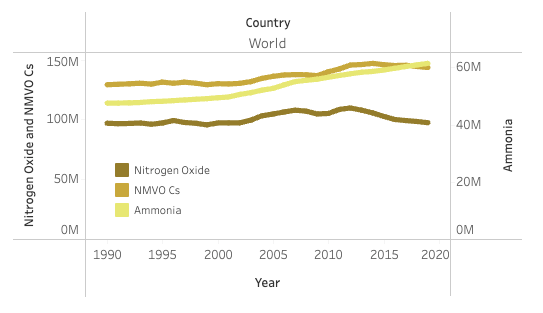 Country
World
Nitrogen Oxide and NMVO Cs
150M
100M
50M
0M
Nitrogen Oxide
NMVO Cs
Ammonia
60M
40M
20M
0M
Ammonia
1990 1995 2000 2005 2010 2015 2020
Year